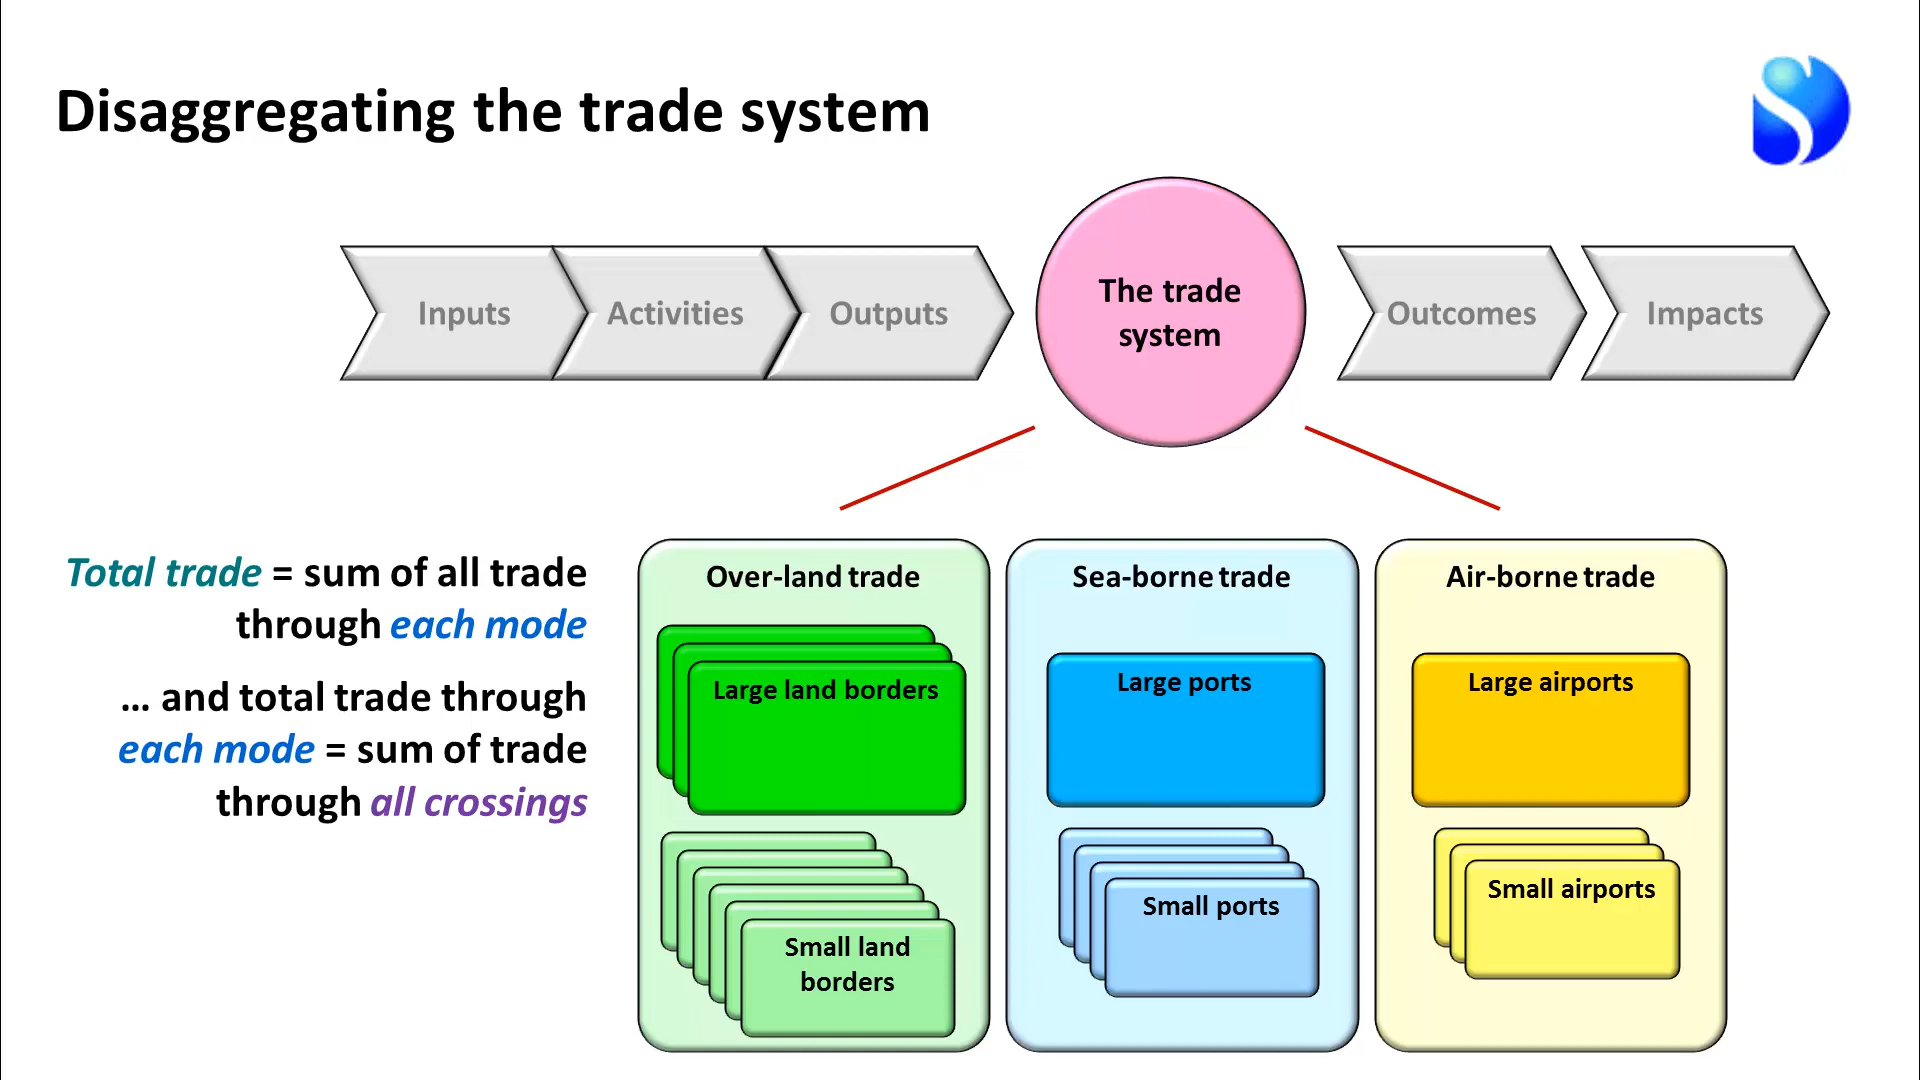 Disaggregating the trade system
Inputs
Activities
Outputs
The trade
system
Outcomes
Impacts
Total trade = sum of all trade
through each mode
... and total trade through
each mode = sum of trade
through all crossings
Over-land trade
Large land borders
Small land
borders
Sea-borne trade
Large ports
Small ports
Air-borne trade
Large airports
Small airports